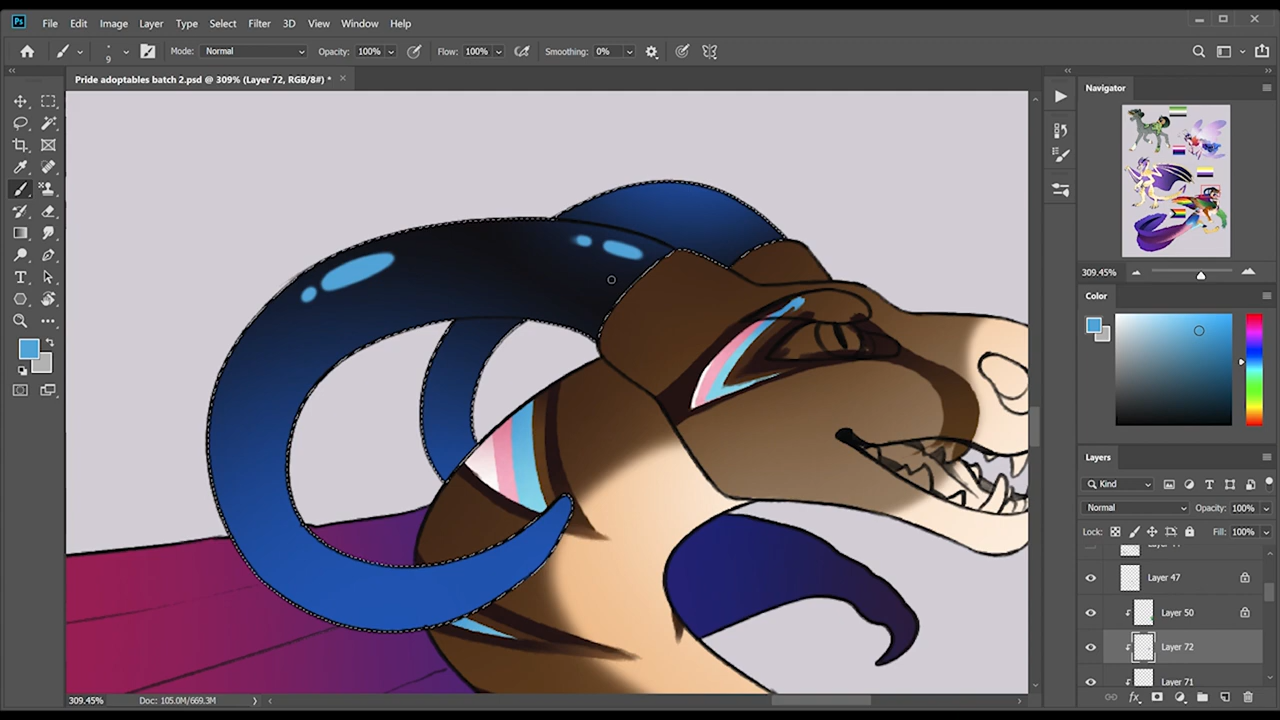 Ps File Edit Image Layer Type Select Filter 3D View Window Help
9 Mode: Normal Opacity: 100% Flow: 100% Smoothing: 0%
Pride adoptables batch 2.psd @ 309% (Layer 72, RGB/8#) * ×
Navigator
309.45%
Color
Layers
Kind
Normal Opacity: 100%
Lock: Fill: 100%
Layer 47
Layer 50
Layer 72
Layer 71
309.45% Doc: 105.0M/669.3M